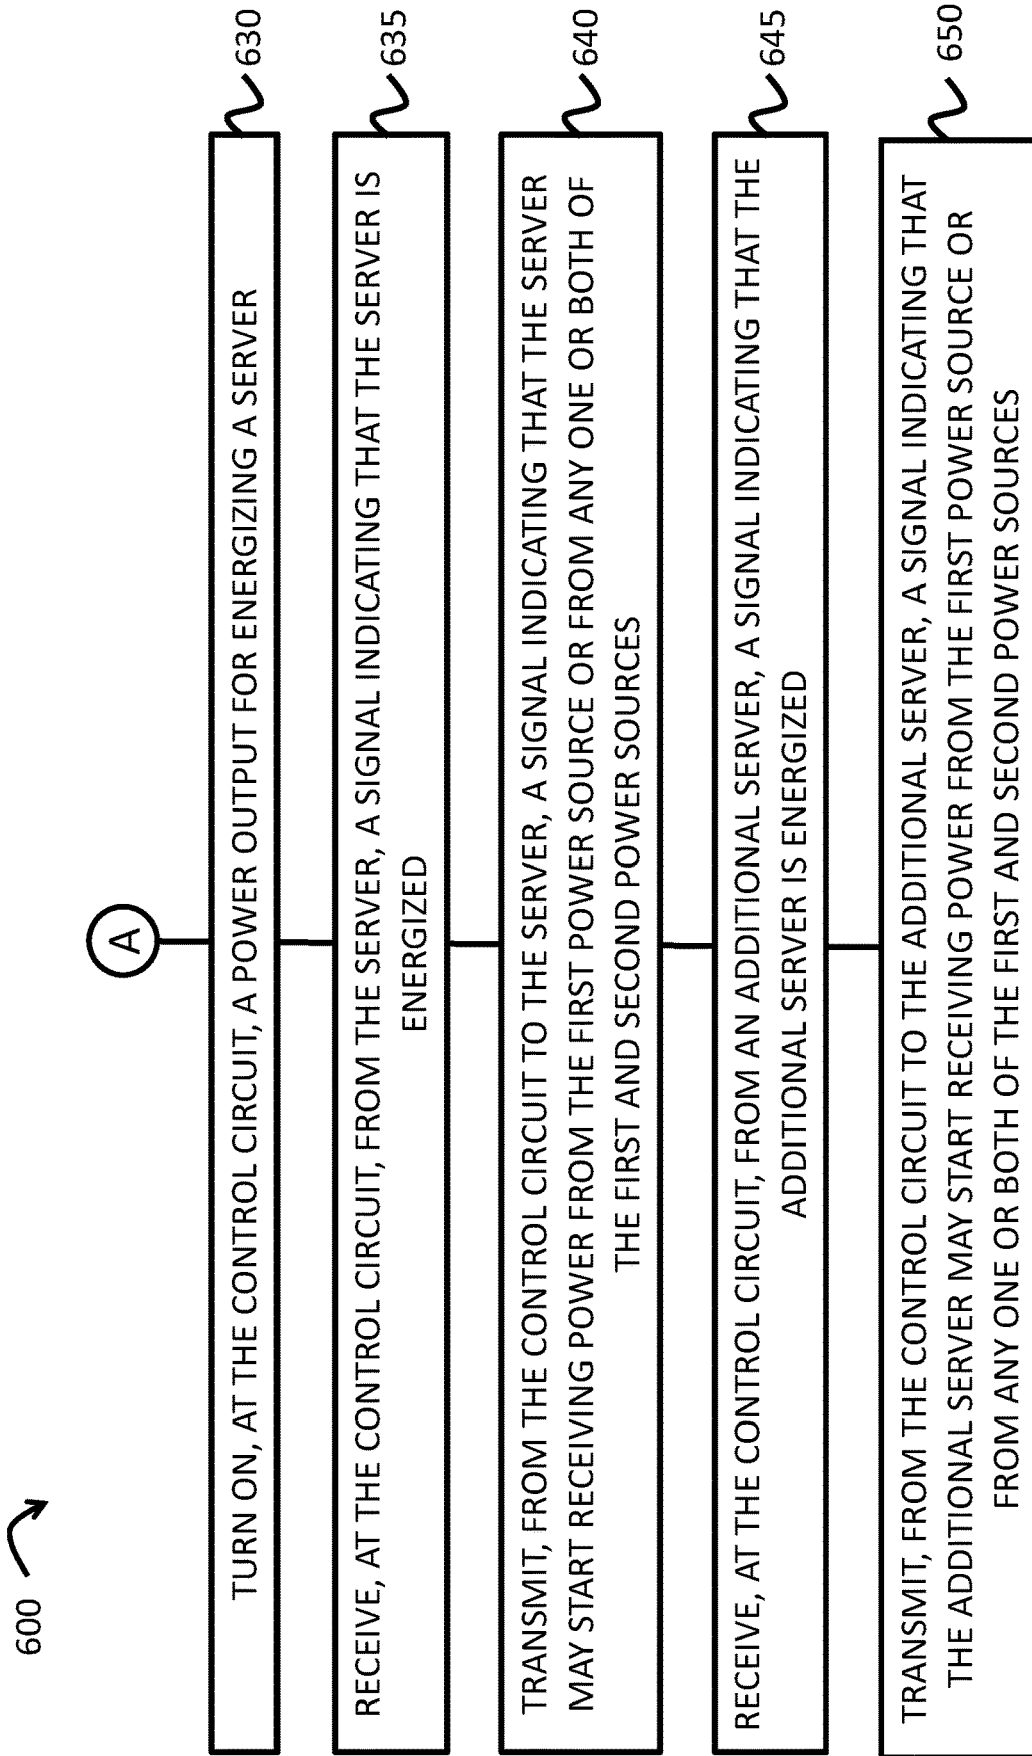 600
A
TURN ON, AT THE CONTROL CIRCUIT, A POWER OUTPUT FOR ENERGIZING A SERVER
630
RECEIVE, AT THE CONTROL CIRCUIT, FROM THE SERVER, A SIGNAL INDICATING THAT THE SERVER IS
ENERGIZED
635
TRANSMIT, FROM THE CONTROL CIRCUIT TO THE SERVER, A SIGNAL INDICATING THAT THE SERVER
MAY START RECEIVING POWER FROM THE FIRST POWER SOURCE OR FROM ANY ONE OR BOTH OF
THE FIRST AND SECOND POWER SOURCES
640
RECEIVE, AT THE CONTROL CIRCUIT, FROM AN ADDITIONAL SERVER, A SIGNAL INDICATING THAT THE
ADDITIONAL SERVER IS ENERGIZED
645
TRANSMIT, FROM THE CONTROL CIRCUIT TO THE ADDITIONAL SERVER, A SIGNAL INDICATING THAT
THE ADDITIONAL SERVER MAY START RECEIVING POWER FROM THE FIRST POWER SOURCE OR
FROM ANY ONE OR BOTH OF THE FIRST AND SECOND POWER SOURCES
650